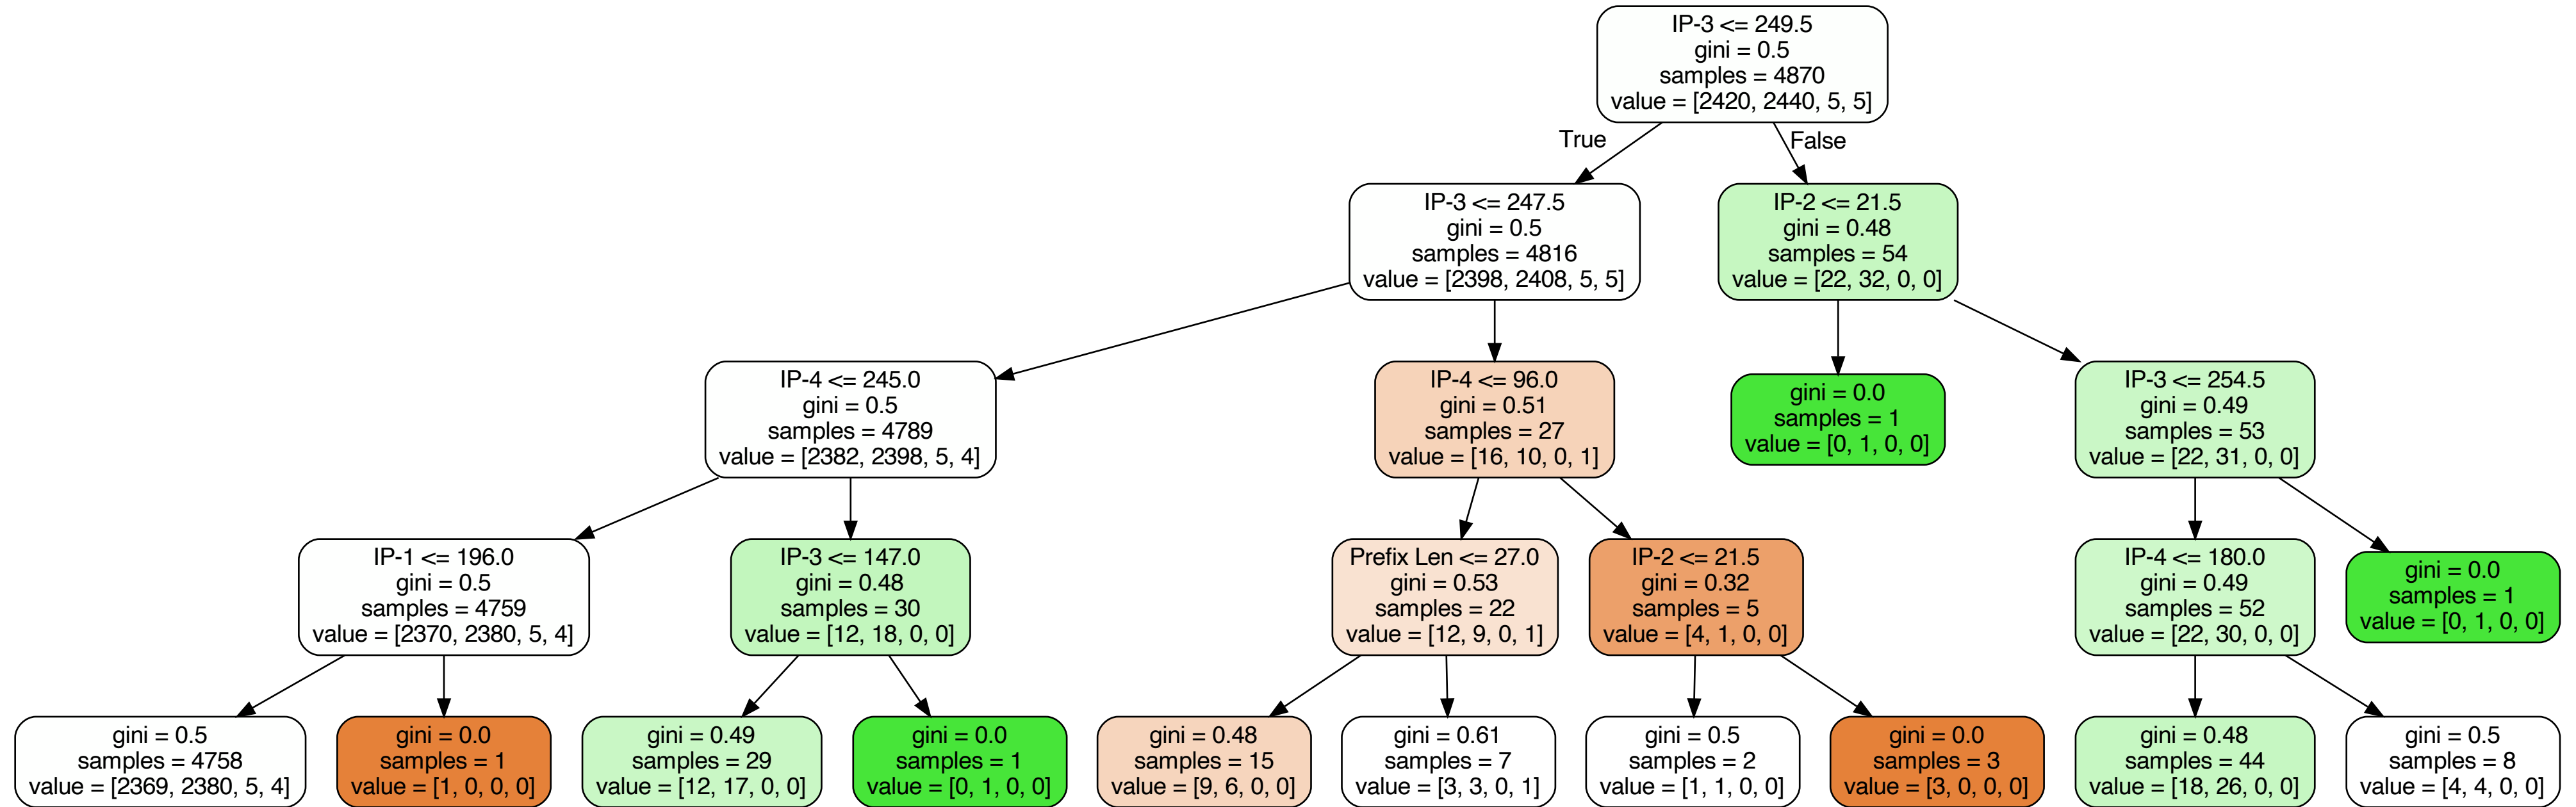 IP-3 <= 249.5
gini = 0.5
samples = 4870
value = [2420, 2440, 5, 5]
True
False
IP-3 <= 247.5
gini = 0.5
samples = 4816
value = [2398, 2408, 5, 5]
IP-2 <= 21.5
gini = 0.48
samples = 54
value = [22, 32, 0, 0]
IP-4 <= 245.0
gini = 0.5
samples = 4789
value = [2382, 2398, 5, 4]
IP-4 <= 96.0
gini = 0.51
samples = 27
value = [16, 10, 0, 1]
gini = 0.0
samples = 1
value = [0, 1, 0, 0]
IP-3 <= 254.5
gini = 0.49
samples = 53
value = [22, 31, 0, 0]
IP-1 <= 196.0
gini = 0.5
samples = 4759
value = [2370, 2380, 5, 4]
IP-3 <= 147.0
gini = 0.48
samples = 30
value = [12, 18, 0, 0]
Prefix Len <= 27.0
gini = 0.53
samples = 22
value = [12, 9, 0, 1]
IP-2 <= 21.5
gini = 0.32
samples = 5
value = [4, 1, 0, 0]
IP-4 <= 180.0
gini = 0.49
samples = 52
value = [22, 30, 0, 0]
gini = 0.0
samples = 1
value = [0, 1, 0, 0]
gini = 0.5
samples = 4758
value = [2369, 2380, 5, 4]
gini = 0.0
samples = 1
value = [1, 0, 0, 0]
gini = 0.49
samples = 29
value = [12, 17, 0, 0]
gini = 0.0
samples = 1
value = [0, 1, 0, 0]
gini = 0.48
samples = 15
value = [9, 6, 0, 0]
gini = 0.61
samples = 7
value = [3, 3, 0, 1]
gini = 0.5
samples = 2
value = [1, 1, 0, 0]
gini = 0.0
samples = 3
value = [3, 0, 0, 0]
gini = 0.48
samples = 44
value = [18, 26, 0, 0]
gini = 0.5
samples = 8
value = [4, 4, 0, 0]